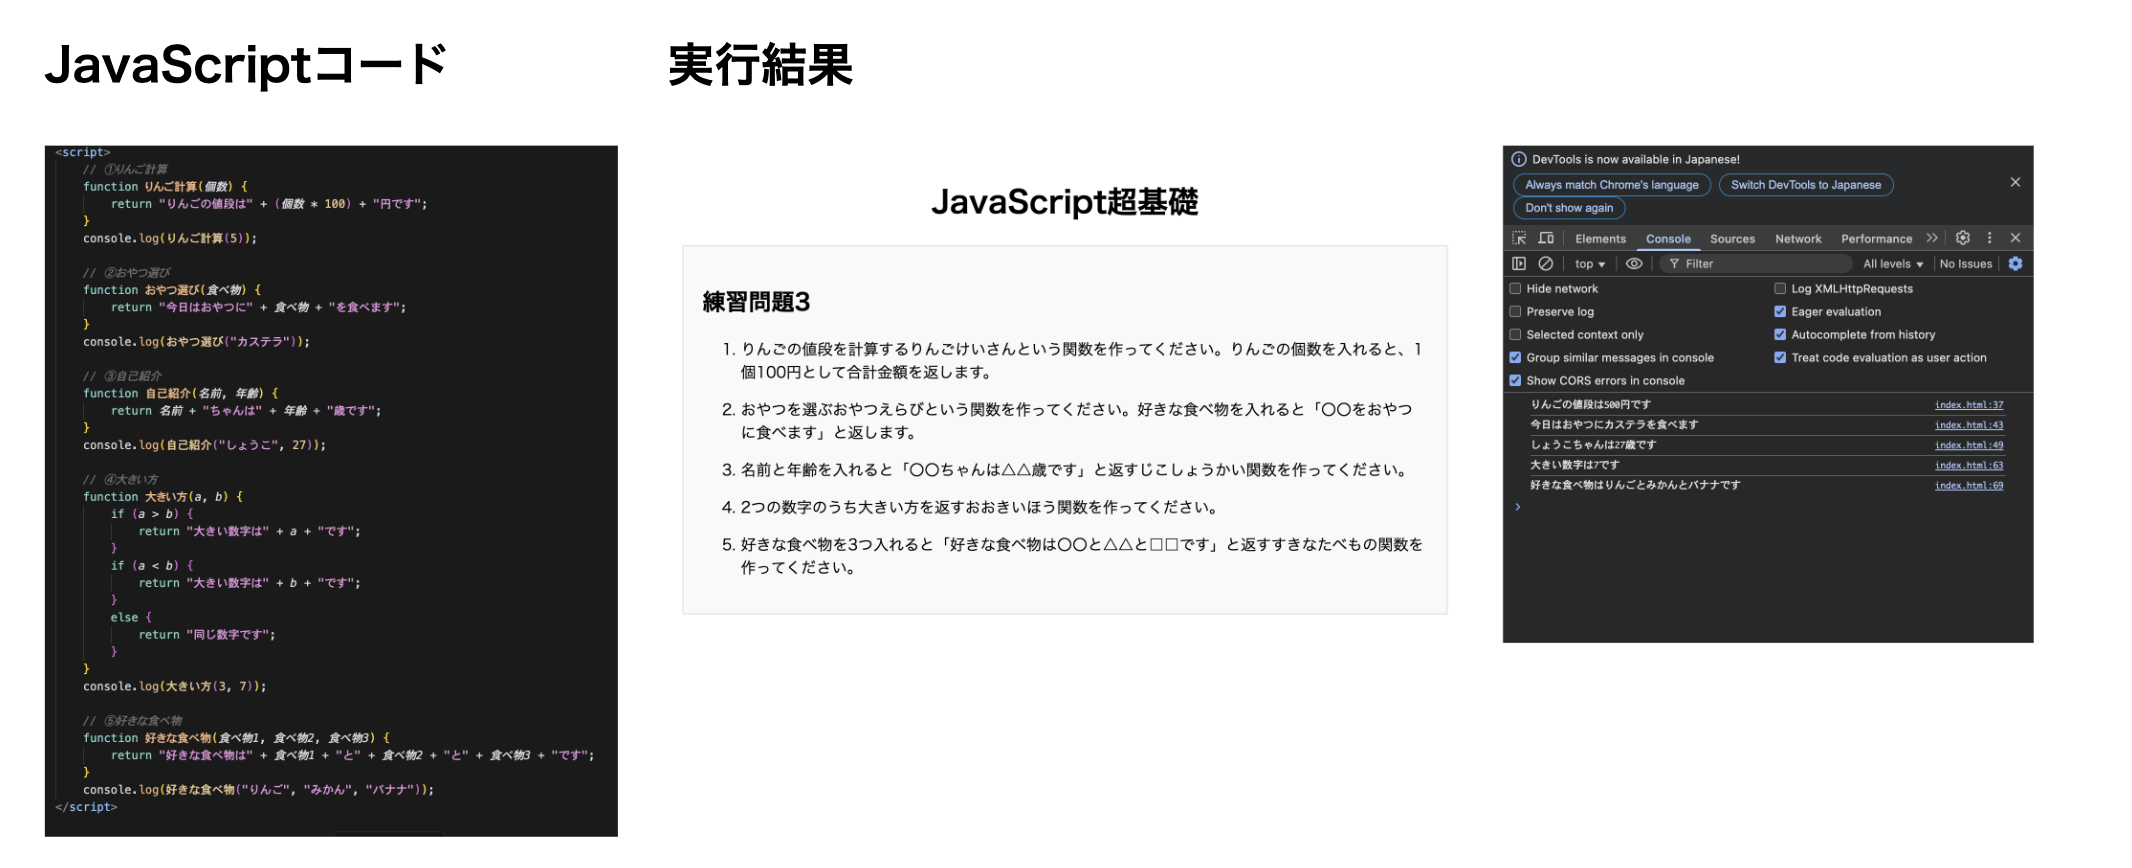 JavaScriptコード
実行結果
<script>
// ①りんご計算
function りんご計算(個数) {
return "りんごの値段は" + (個数 * 100) + "円です";
}
console.log(りんご計算(5));
// ②おやつ選び
function おやつ選び(食べ物) {
return "今日はおやつに" + 食べ物 + "を食べます";
}
console.log(おやつ選び("カステラ"));
// ③自己紹介
function 自己紹介(名前, 年齢) {
return 名前 + "ちゃんは" + 年齢 + "歳です";
}
console.log(自己紹介("しょうこ", 27));
// ④大きい方
function 大きい方(a, b) {
if (a > b) {
return "大きい数字は" + a + "です";
}
if (a < b) {
return "大きい数字は" + b + "です";
}
else {
return "同じ数字です";
}
}
console.log(大きい方(3, 7));
// ⑤好きな食べ物
function 好きな食べ物(食べ物1, 食べ物2, 食べ物3) {
return "好きな食べ物は" + 食べ物1 + "と" + 食べ物2 + "と" + 食べ物3 + "です";
}
console.log(好きな食べ物("りんご", "みかん", "バナナ"));
</script>
JavaScript超基礎
練習問題3
1. りんごの値段を計算するりんごけいさんという関数を作ってください。りんごの個数を入れると、1
個100円として合計金額を返します。
2. おやつを選ぶおやつえらびという関数を作ってください。好きな食べ物を入れると「〇〇をおやつ
に食べます」と返します。
3. 名前と年齢を入れると「〇〇ちゃんは△△歳です」と返すじこしょうかい関数を作ってください。
4. 2つの数字のうち大きい方を返すおおきいほう関数を作ってください。
5. 好きな食べ物を3つ入れると「好きな食べ物は〇〇と△△と□□です」と返すすきなたべもの関数を
作ってください。
DevTools is now available in Japanese!
Always match Chrome's language Switch DevTools to Japanese
Don't show again
Elements Console Sources Network Performance
top Filter All levels No Issues
Hide network Log XMLHttpRequests
Preserve log Eager evaluation
Selected context only Autocomplete from history
Group similar messages in console Treat code evaluation as user action
Show CORS errors in console
りんごの値段は500円です index.html:37
今日はおやつにカステラを食べます index.html:43
しょうこちゃんは27歳です index.html:49
大きい数字は7です index.html:63
好きな食べ物はりんごとみかんとバナナです index.html:69